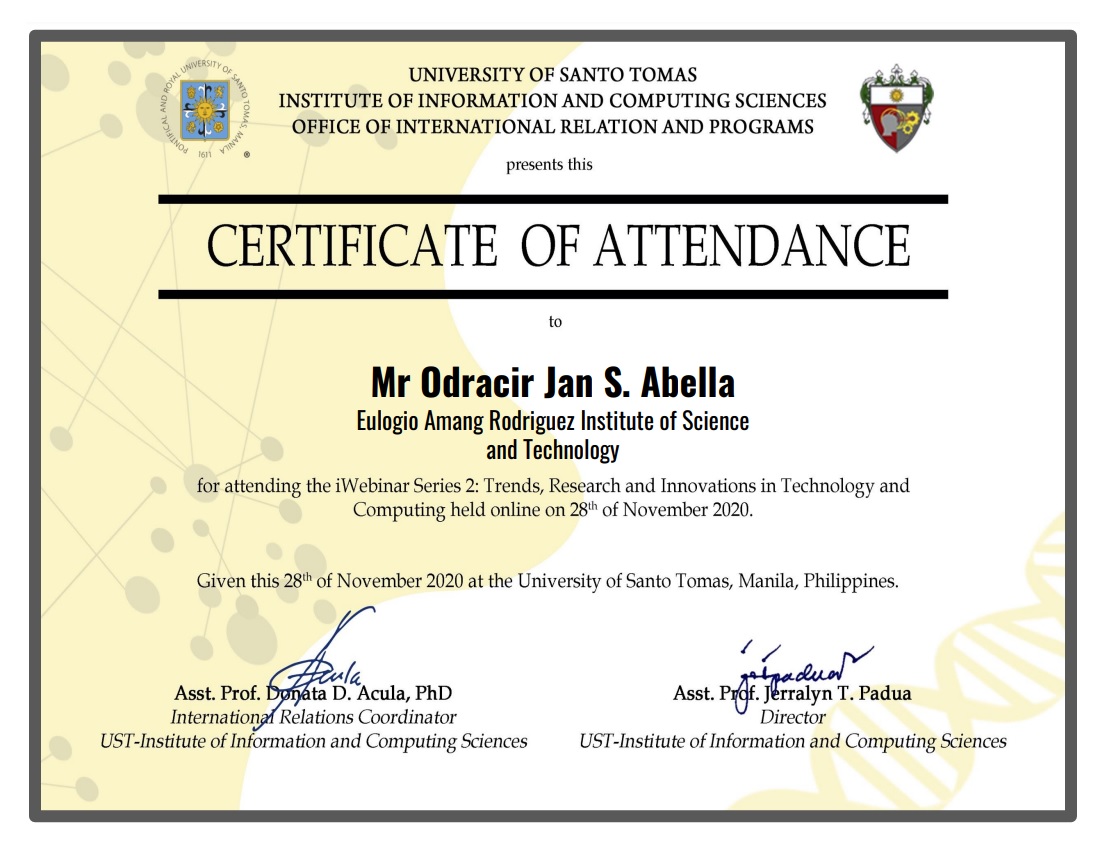 PONTIFICAL AND ROYAL UNIVERSITY OF SANTO TOMAS, MANILA
1611
®
UNIVERSITY OF SANTO TOMAS
INSTITUTE OF INFORMATION AND COMPUTING SCIENCES
OFFICE OF INTERNATIONAL RELATION AND PROGRAMS
presents this
CERTIFICATE OF ATTENDANCE
to
Mr Odracir Jan S. Abella
Eulogio Amang Rodriguez Institute of Science
and Technology
for attending the iWebinar Series 2: Trends, Research and Innovations in Technology and
Computing held online on 28th of November 2020.
Given this 28th of November 2020 at the University of Santo Tomas, Manila, Philippines.
Acula
jetpadua
Asst. Prof. Donata D. Acula, PhD
Asst. Prof. Jerralyn T. Padua
International Relations Coordinator
Director
UST-Institute of Information and Computing Sciences
UST-Institute of Information and Computing Sciences